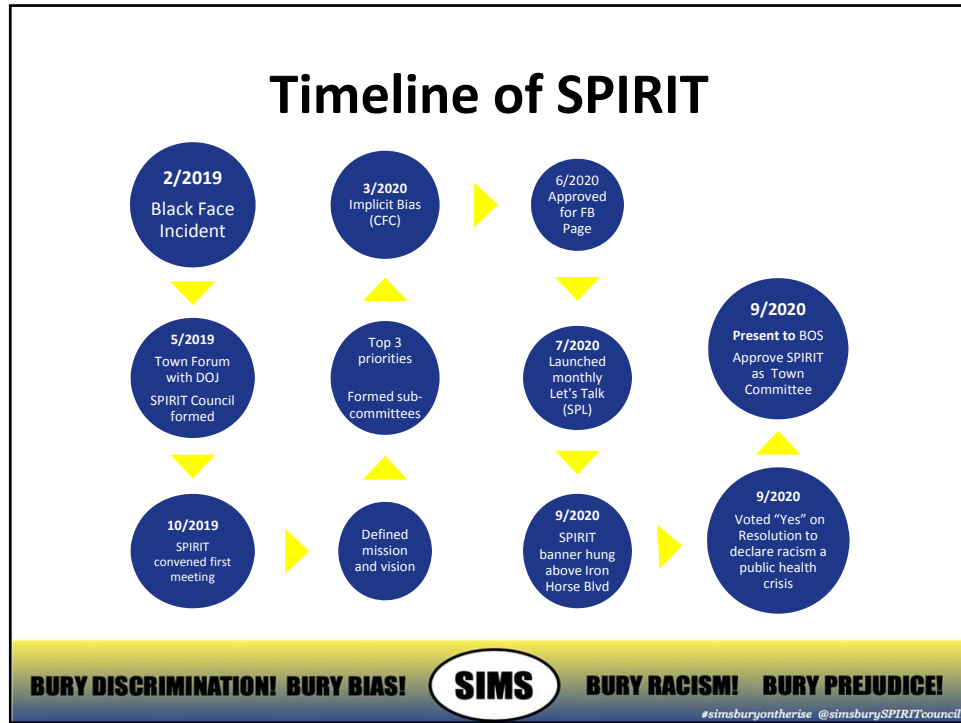 Timeline of SPIRIT
2/2019
Black Face
Incident
5/2019
Town Forum
with DOJ
SPIRIT Council
formed
10/2019
SPIRIT
convened first
meeting
Defined
mission
and vision
Top 3
priorities
Formed sub-
committees
3/2020
Implicit Bias
(CFC)
6/2020
Approved
for FB
Page
7/2020
Launched
monthly
Let's Talk
(SPL)
9/2020
SPIRIT
banner hung
above Iron
Horse Blvd
9/2020
Voted “Yes” on
Resolution to
declare racism a
public health
crisis
9/2020
Present to BOS
Approve SPIRIT
as Town
Committee
BURY DISCRIMINATION! BURY BIAS! SIMS BURY RACISM! BURY PREJUDICE!
#simsburyontherise @simsburySPIRITcouncil